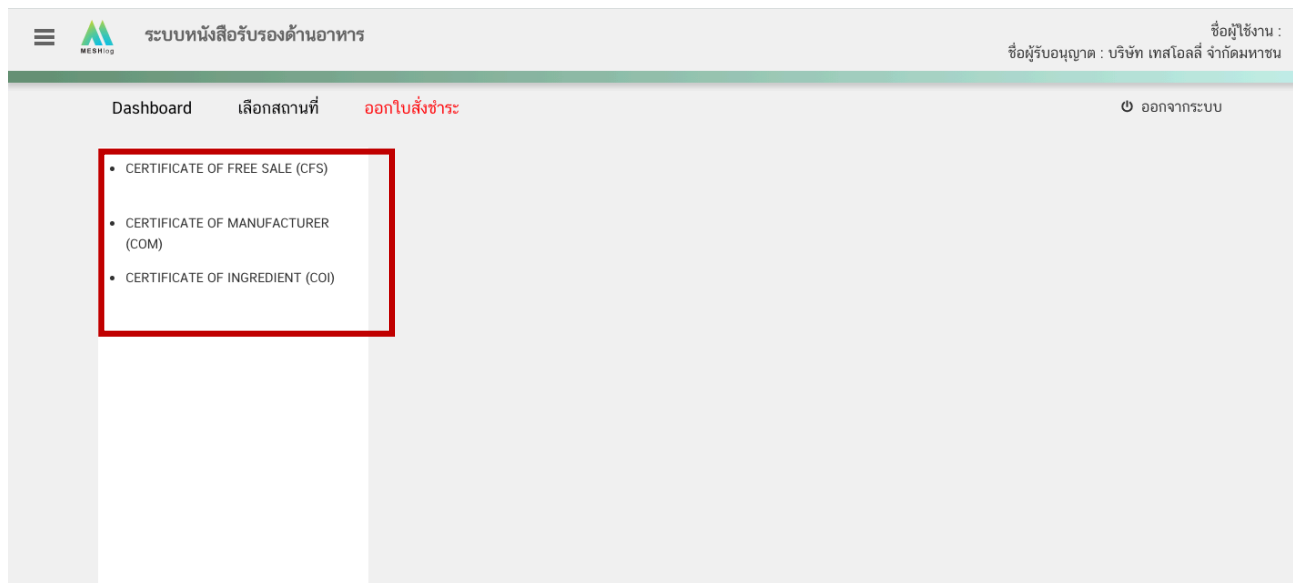 ระบบหนังสือรับรองด้านอาหาร
MESHlog
ชื่อผู้ใช้งาน :
ชื่อผู้รับอนุญาต : บริษัท เทสโอลลี่ จำกัดมหาชน
Dashboard เลือกสถานที่ ออกใบสั่งชำระ ออกจากระบบ
• CERTIFICATE OF FREE SALE (CFS)
• CERTIFICATE OF MANUFACTURER
(COM)
• CERTIFICATE OF INGREDIENT (COI)